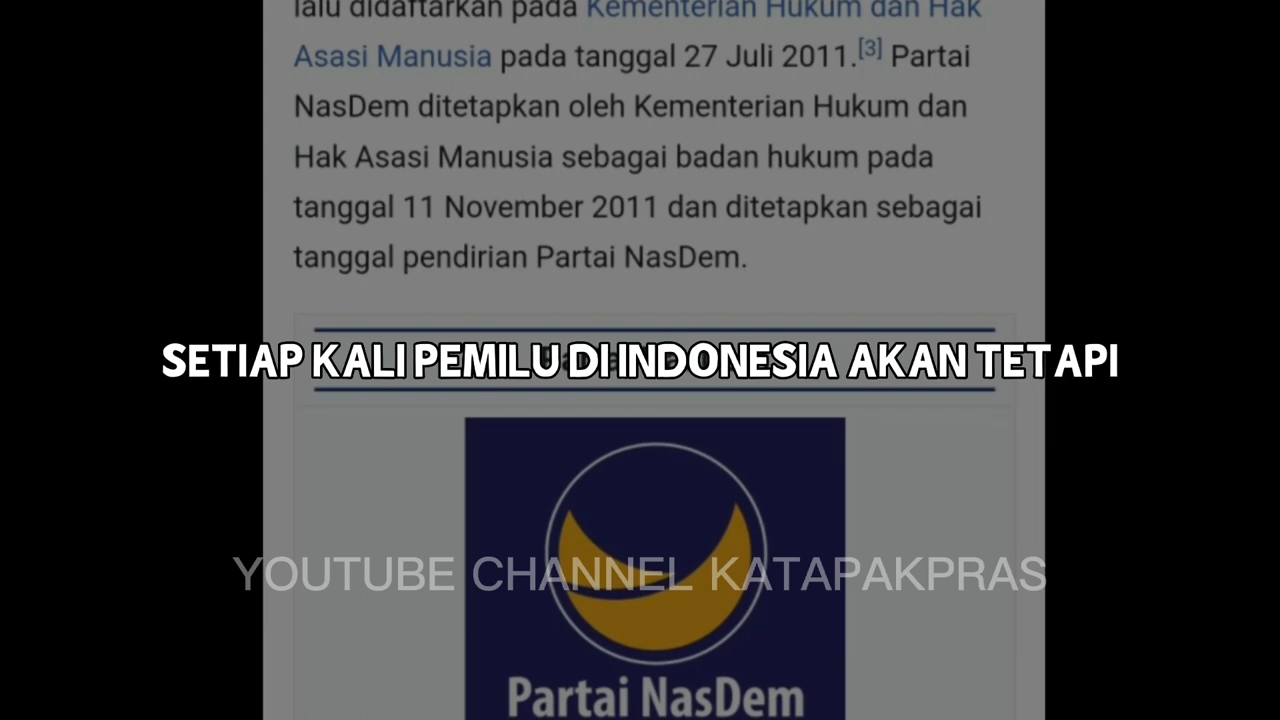 lalu didaftarkan pada Kementerian Hukum dan Hak
Asasi Manusia pada tanggal 27 Juli 2011.[3] Partai
NasDem ditetapkan oleh Kementerian Hukum dan
Hak Asasi Manusia sebagai badan hukum pada
tanggal 11 November 2011 dan ditetapkan sebagai
tanggal pendirian Partai NasDem.
SETIAP KALI PEMILU DI INDONESIA AKAN TETAPI
YOUTUBE CHANNEL KATAPAKPRAS
Partai NasDem